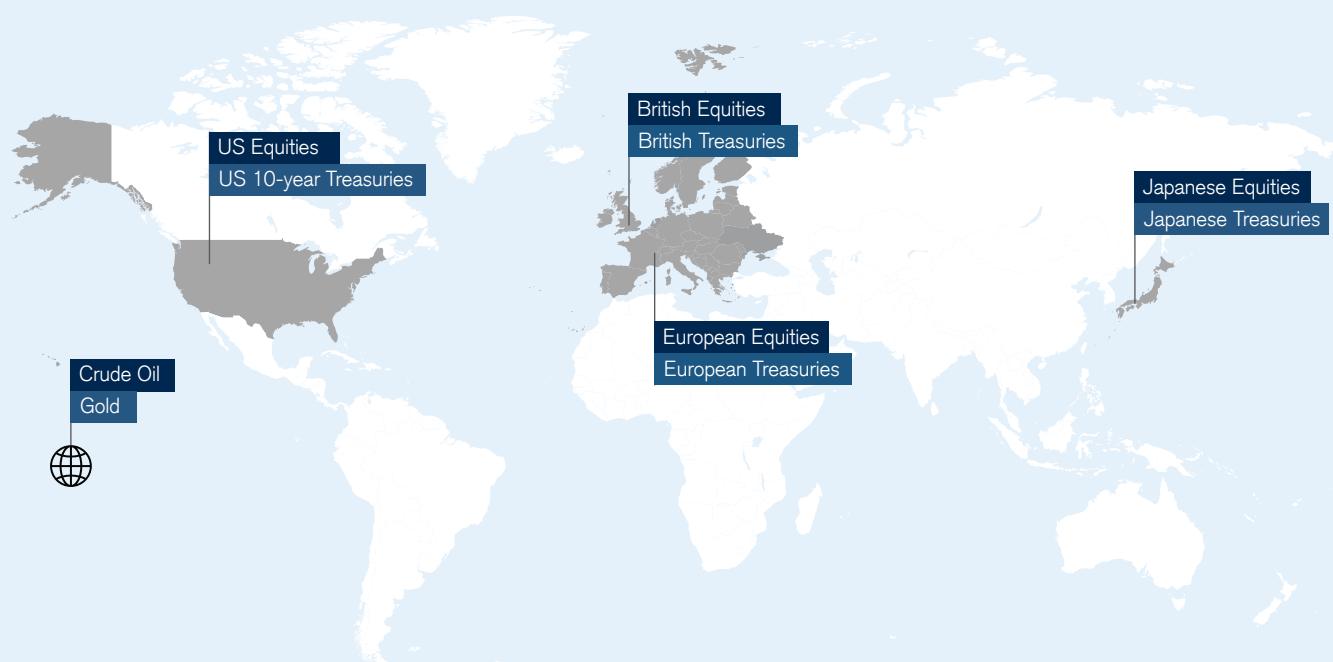 British Equities
British Treasuries
US Equities
US 10-year Treasuries
Japanese Equities
Japanese Treasuries
European Equities
European Treasuries
Crude Oil
Gold